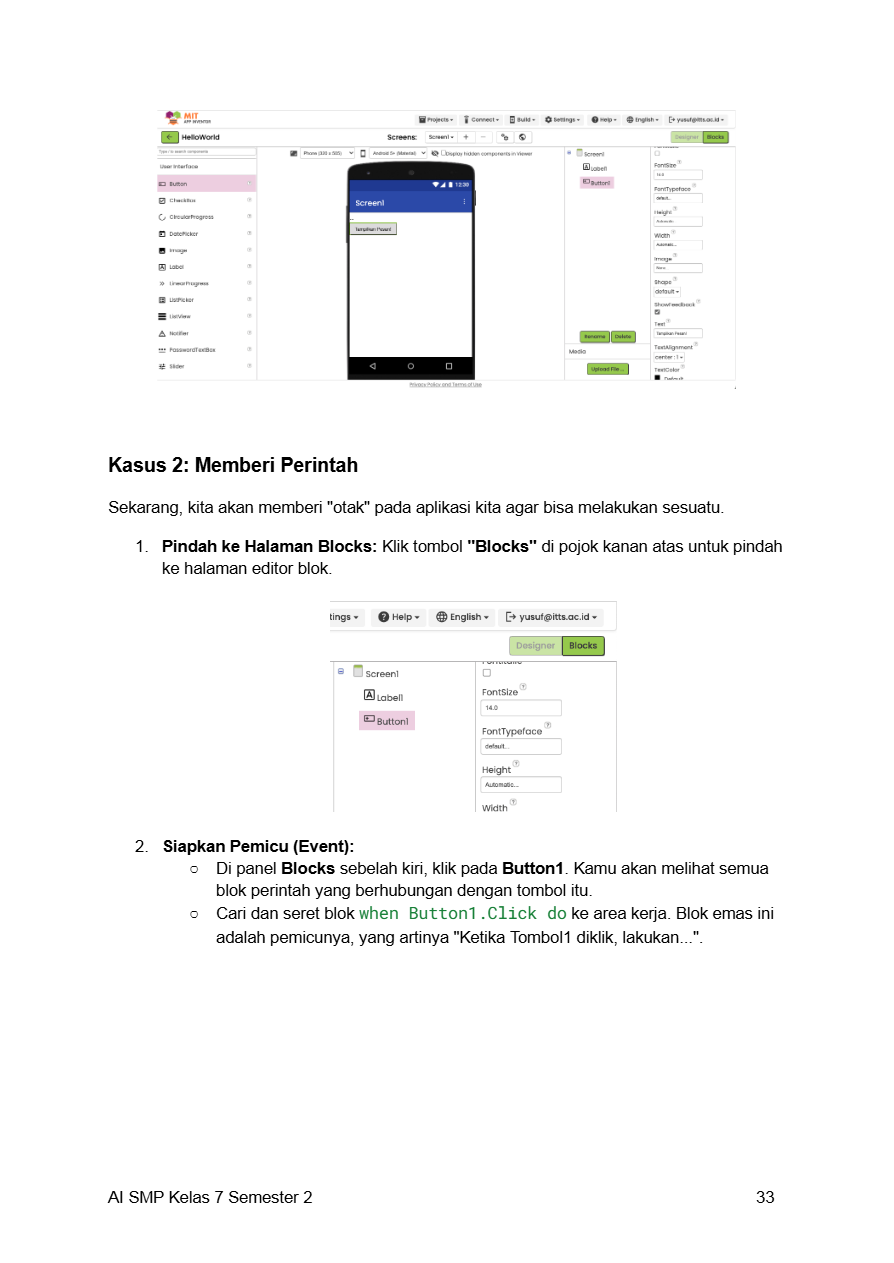 MIT
APP INVENTOR
Projects Connect Build Settings Help English yusuf@itts.ac.id
HelloWorld
Screens: Screen1 + -
Designer Blocks
Type / to search components
Phone (320 x 505) Android 5+ (Material) Display hidden components in Viewer
User Interface
Button
CheckBox
CircularProgress
DatePicker
Image
Label
LinearProgress
ListPicker
ListView
Notifier
PasswordTextBox
Slider
12:30
Screen1
Tampilkan Pesan!
Screen1
Label1
Button1
Rename Delete
Media
Upload File ...
FontSize
14.0
FontTypeface
default...
Height
Automatic...
Width
Automatic...
Image
None...
Shape
default
ShowFeedback
Text
Tampilkan Pesan!
TextAlignment
center : 1
TextColor
Default
Privacy Policy and Terms of Use
Kasus 2: Memberi Perintah
Sekarang, kita akan memberi "otak" pada aplikasi kita agar bisa melakukan sesuatu.
1. Pindah ke Halaman Blocks: Klik tombol "Blocks" di pojok kanan atas untuk pindah
ke halaman editor blok.
tings Help English yusuf@itts.ac.id
Designer Blocks
Screen1
Label1
Button1
FontItalic
FontSize
14.0
FontTypeface
default...
Height
Automatic...
Width
2. Siapkan Pemicu (Event):
○ Di panel Blocks sebelah kiri, klik pada Button1. Kamu akan melihat semua
blok perintah yang berhubungan dengan tombol itu.
○ Cari dan seret blok when Button1.Click do ke area kerja. Blok emas ini
adalah pemicunya, yang artinya "Ketika Tombol1 diklik, lakukan...".
AI SMP Kelas 7 Semester 2 33